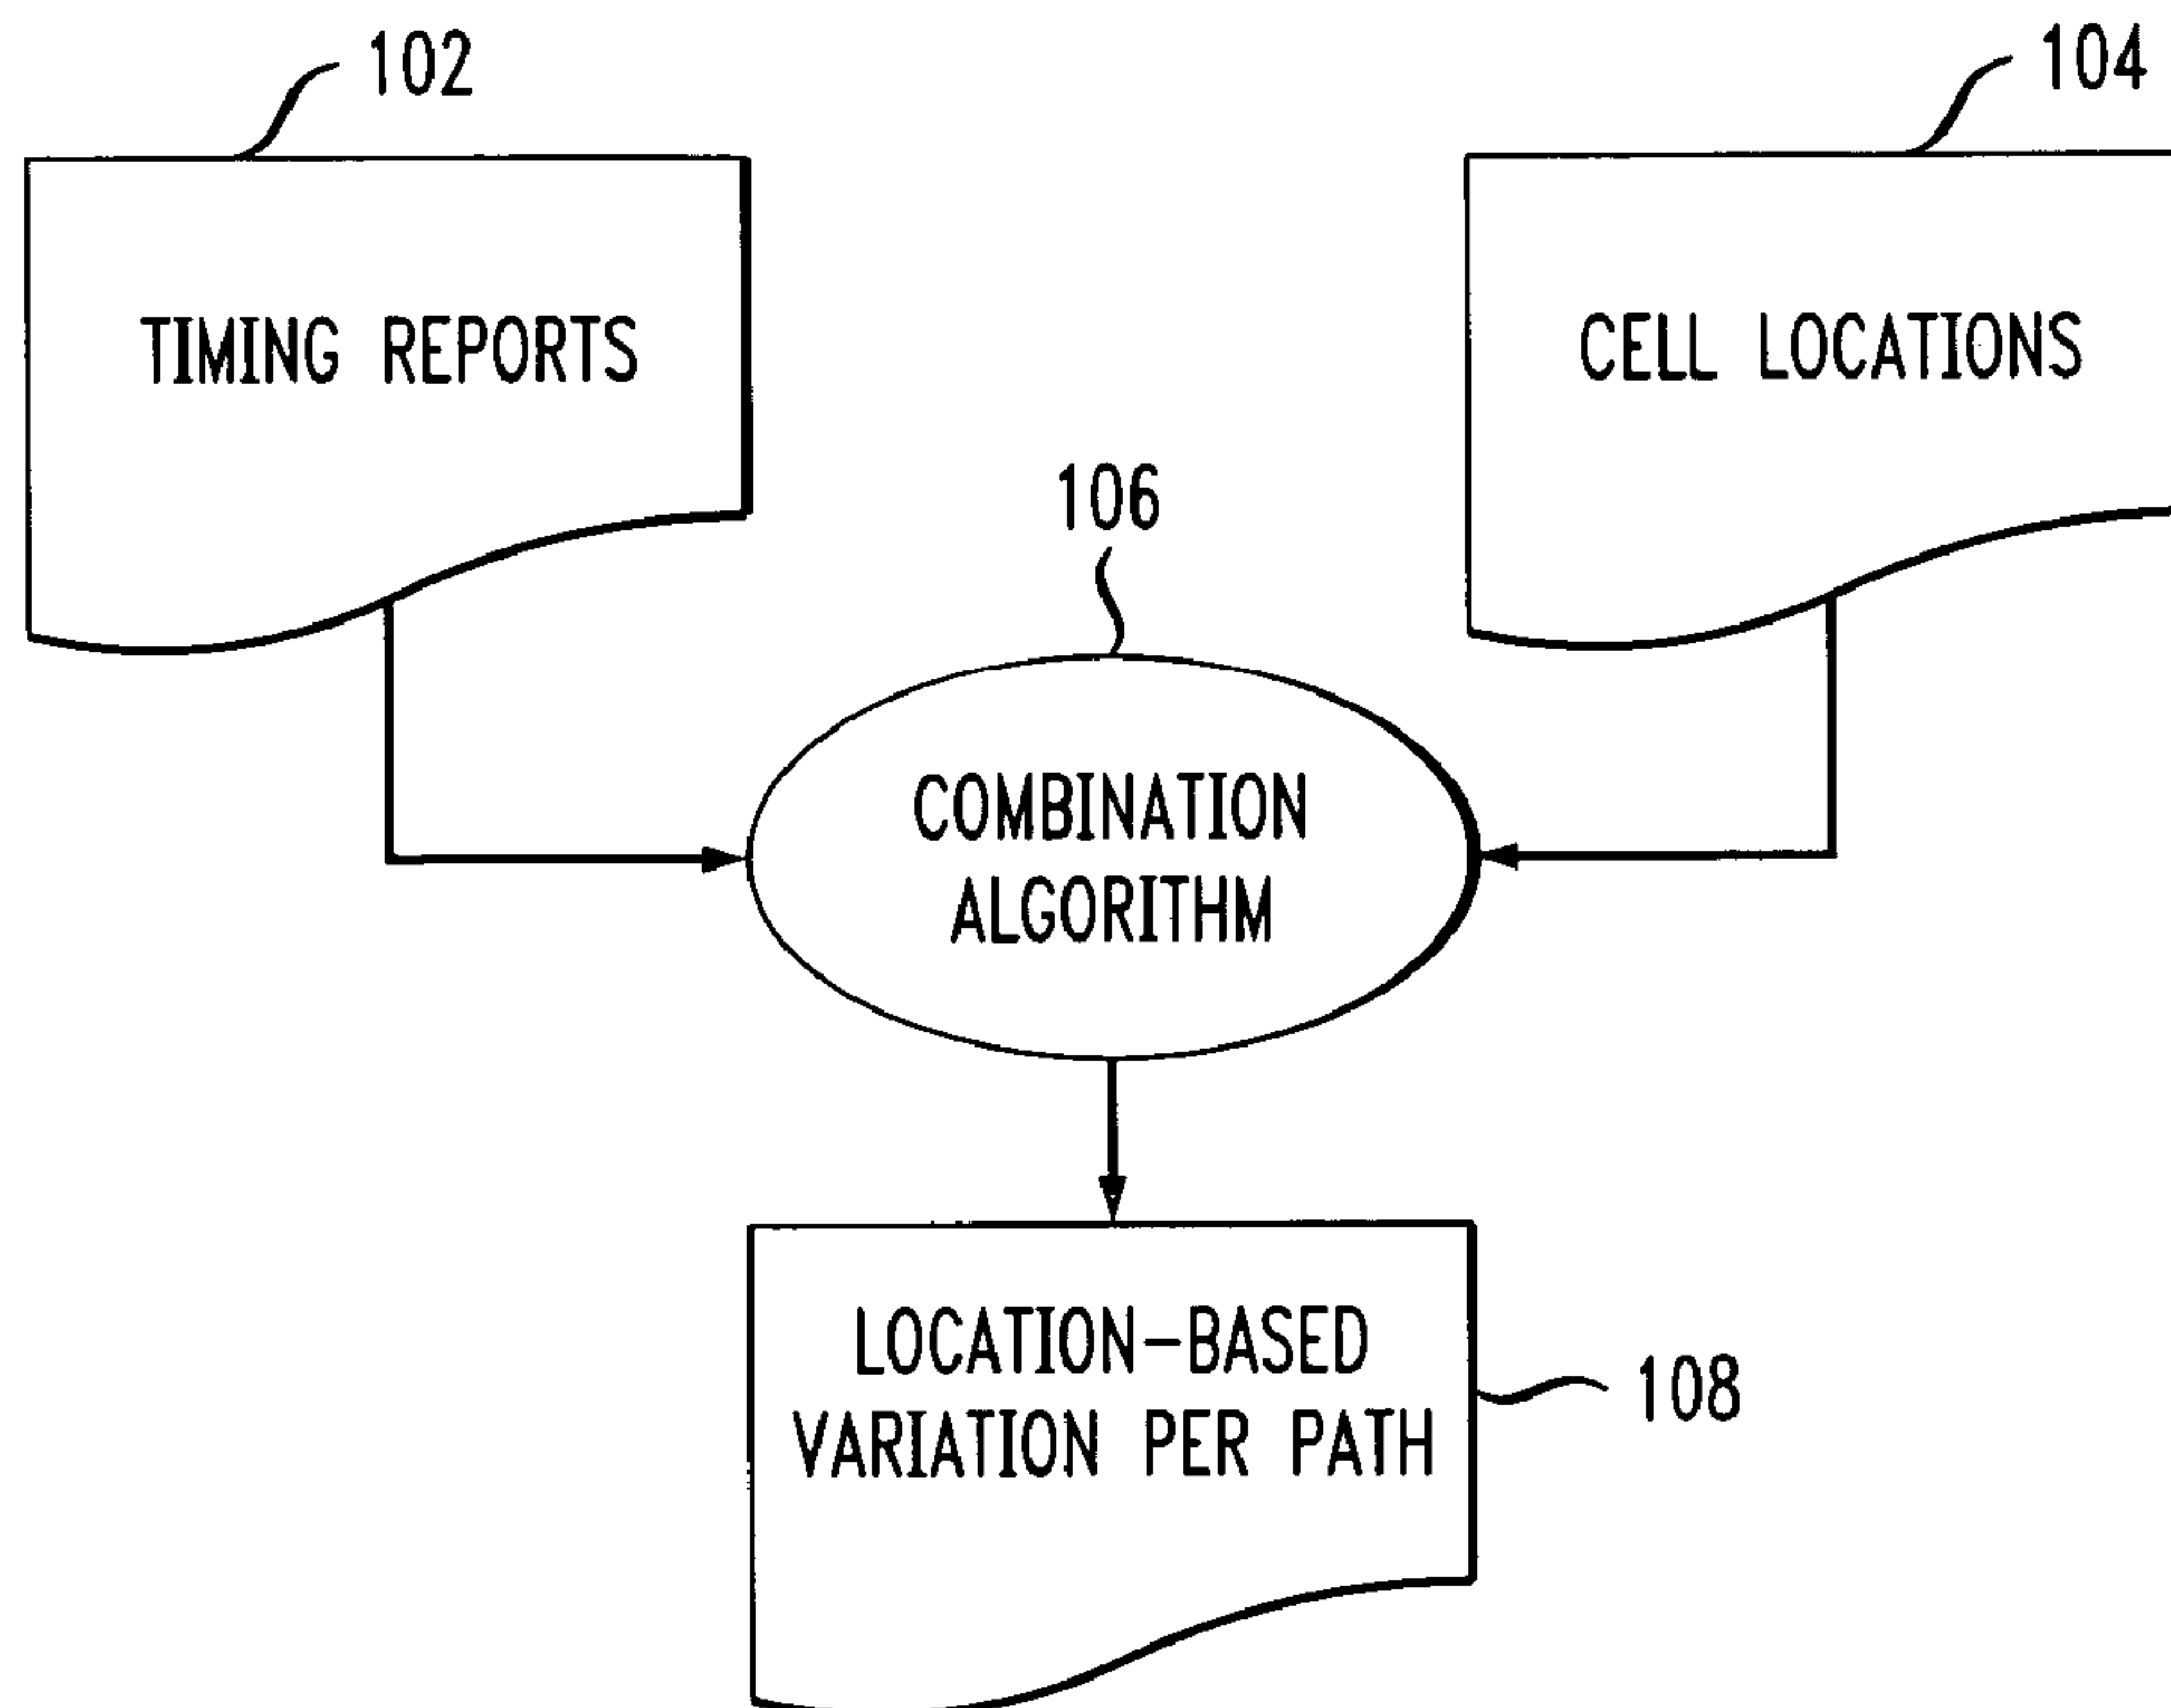 102
104
TIMING REPORTS
CELL LOCATIONS
106
COMBINATION
ALGORITHM
LOCATION-BASED
VARIATION PER PATH
108